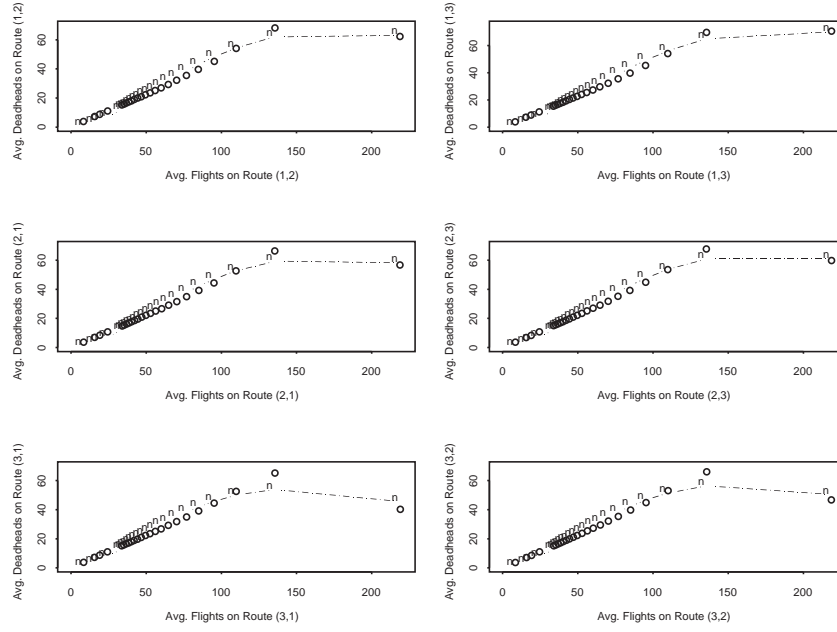 Avg. Deadheads on Route (1,2)
60
40
20
0
n n n n n n n n n n n n
0 50 100 150 200
Avg. Flights on Route (1,2)
Avg. Deadheads on Route (1,3)
60
40
20
0
n n n n n n n n n n n n
0 50 100 150 200
Avg. Flights on Route (1,3)
Avg. Deadheads on Route (2,1)
60
40
20
0
n n n n n n n n n n n n
0 50 100 150 200
Avg. Flights on Route (2,1)
Avg. Deadheads on Route (2,3)
60
40
20
0
n n n n n n n n n n n n
0 50 100 150 200
Avg. Flights on Route (2,3)
Avg. Deadheads on Route (3,1)
60
40
20
0
n n n n n n n n n n n n
0 50 100 150 200
Avg. Flights on Route (3,1)
Avg. Deadheads on Route (3,2)
60
40
20
0
n n n n n n n n n n n n
0 50 100 150 200
Avg. Flights on Route (3,2)